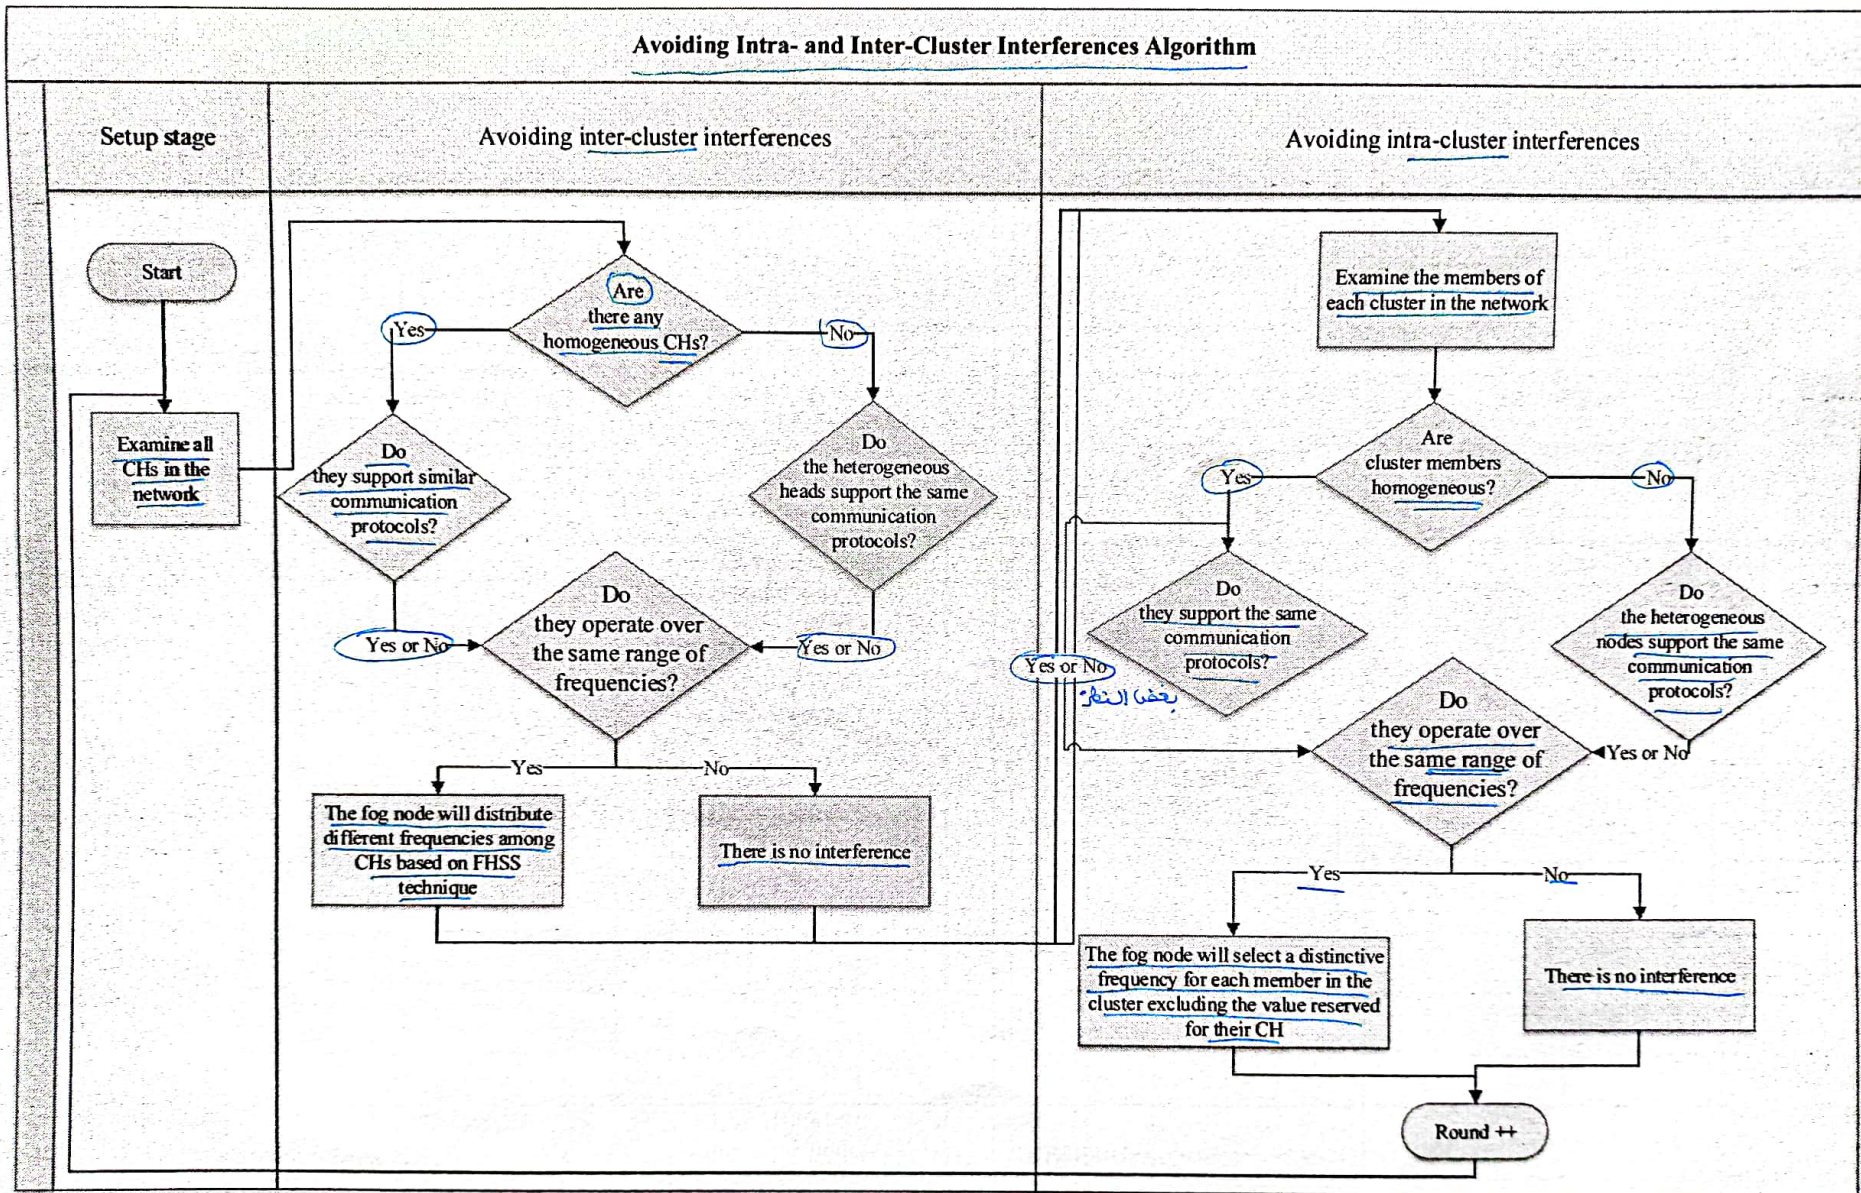 Avoiding Intra- and Inter-Cluster Interferences Algorithm
Setup stage
Avoiding inter-cluster interferences
Avoiding intra-cluster interferences
Start
Examine all
CHs in the
network
Are
there any
homogeneous CHs?
Yes
No
Do
they support similar
communication
protocols?
Do
the heterogeneous
heads support the same
communication
protocols?
Yes or No
Yes or No
Do
they operate over
the same range of
frequencies?
Yes
No
The fog node will distribute
different frequencies among
CHs based on FHSS
technique
There is no interference
Examine the members of
each cluster in the network
Are
cluster members
homogeneous?
Yes
No
Do
they support the same
communication
protocols?
Do
the heterogeneous
nodes support the same
communication
protocols?
Yes or No
بغض النظر
Yes or No
Do
they operate over
the same range of
frequencies?
Yes
No
The fog node will select a distinctive
frequency for each member in the
cluster excluding the value reserved
for their CH
There is no interference
Round ++